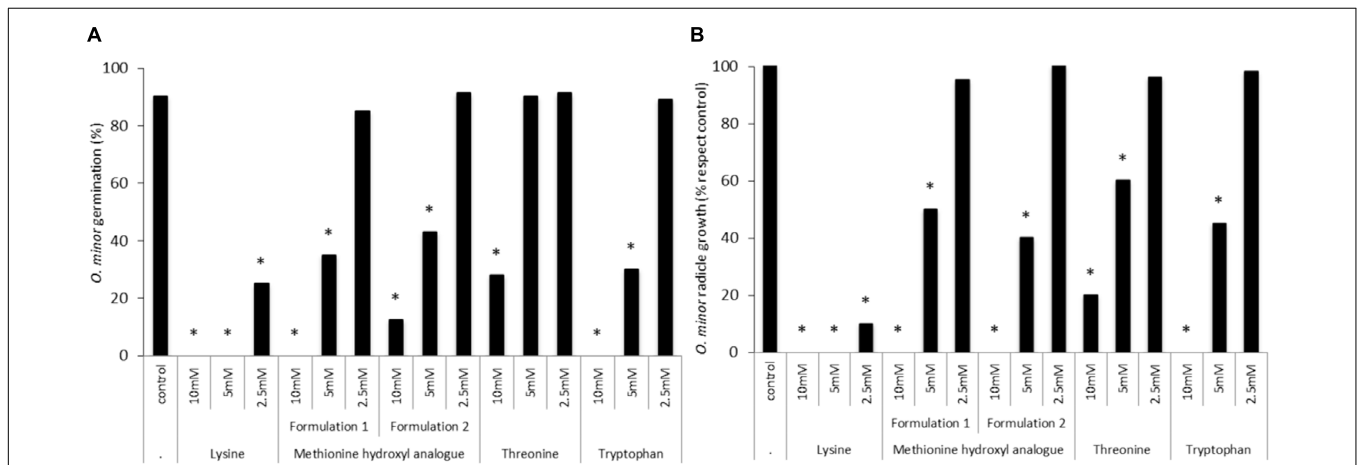 A
O. minor germination (%)
100
80
60
40
20
0
* * * * * * * * * *
control 10mM 5mM 2.5mM 10mM 5mM 2.5mM 10mM 5mM 2.5mM 10mM 5mM 2.5mM 10mM 5mM 2.5mM
Formulation 1 Formulation 2
. Lysine Methionine hydroxyl analogue Threonine Tryptophan
B
O. minor radicle growth (% respect control)
100
80
60
40
20
0
* * * * * * * * * * *
control 10mM 5mM 2.5mM 10mM 5mM 2.5mM 10mM 5mM 2.5mM 10mM 5mM 2.5mM 10mM 5mM 2.5mM
Formulation 1 Formulation 2
. Lysine Methionine hydroxyl analogue Threonine Tryptophan